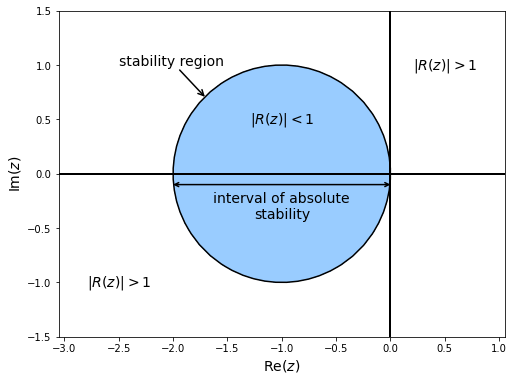 1.5
1.0
0.5
0.0
−0.5
−1.0
−1.5
Im(z)
stability region
|R(z)| > 1
|R(z)| < 1
interval of absolute
stability
|R(z)| > 1
−3.0 −2.5 −2.0 −1.5 −1.0 −0.5 0.0 0.5 1.0
Re(z)